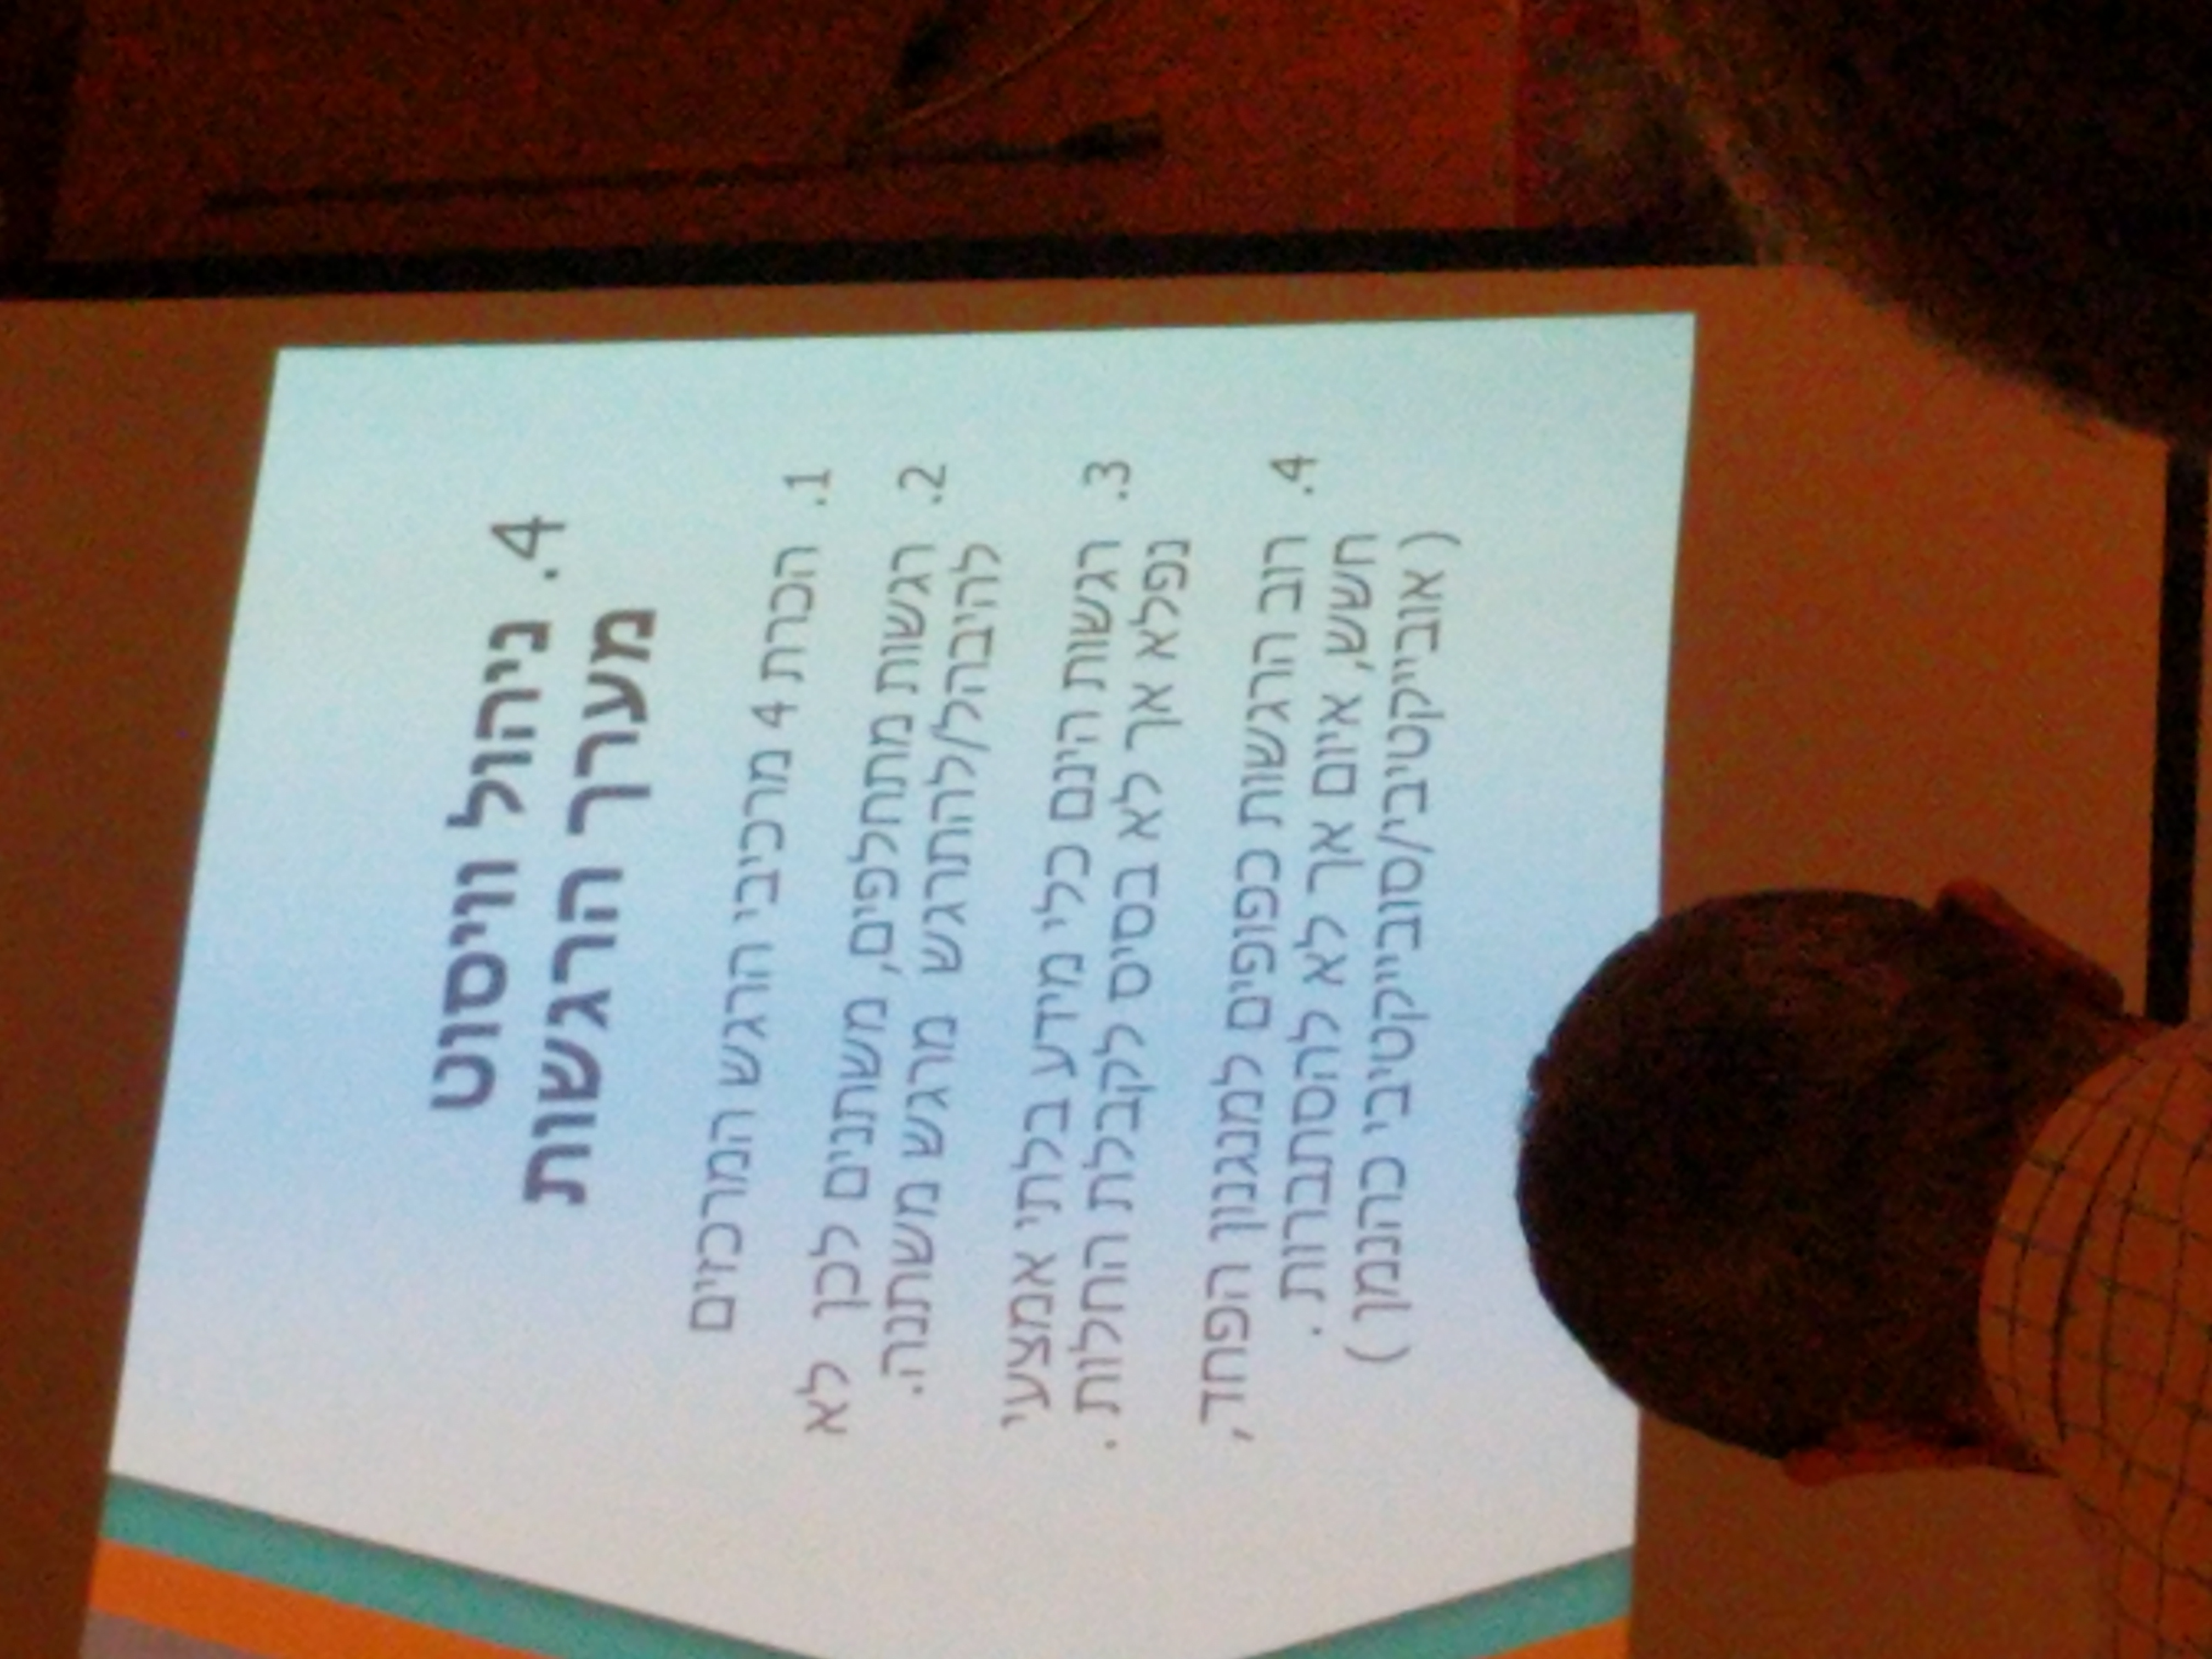 4. ניהול וויסוט
מערך הרגשות
1. הכרת 4 מרכיבי הרגש המרכזים
2. רגשות מתחלפים, משתנים לכן לא
להיבהל/להתרגש מרגש משתנה.
3. רגשות הינם כלי מידע בלתי אמצעי
נפלא אך לא בסיס לקבלת החלות .
4. רוב הרגשות כפופים למנגנון הפחד,
חשש, איום אך לא להסתברות .
( אובייקטיבי/סובייקטיבי כהנמן )